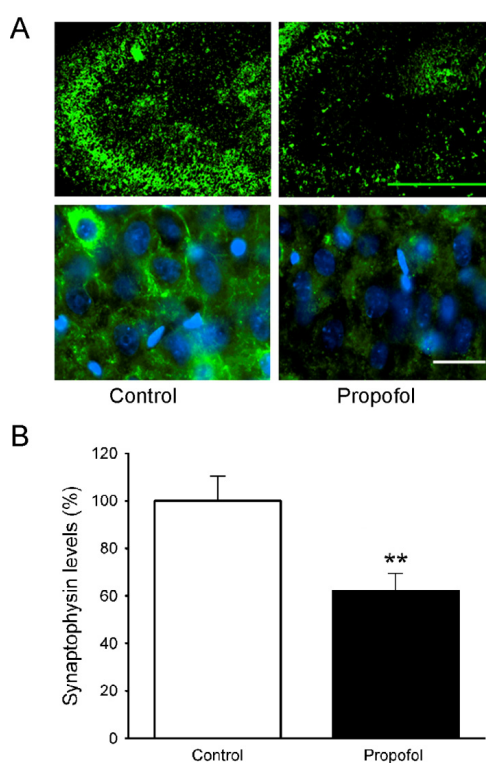 A
Control Propofol
B
Synaptophysin levels (%)
120
100
80
60
40
20
0
**
Control Propofol